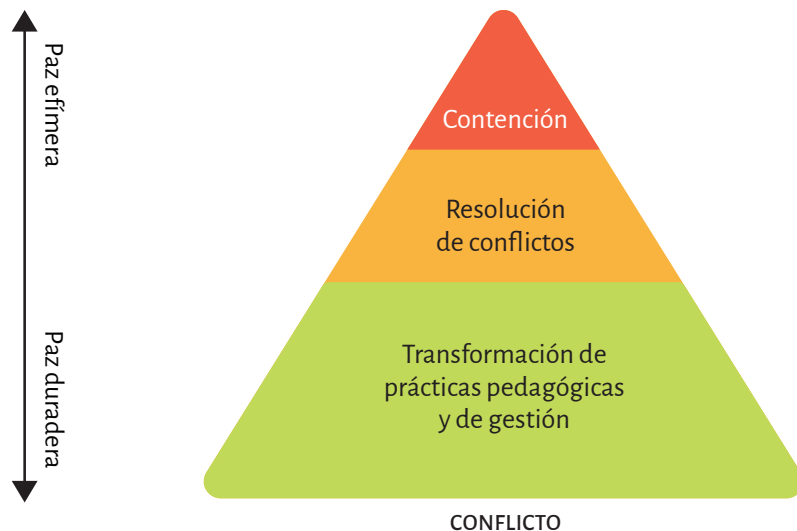 Paz efímera
Paz duradera
Contención
Resolución
de conflictos
Transformación de
prácticas pedagógicas
y de gestión
CONFLICTO